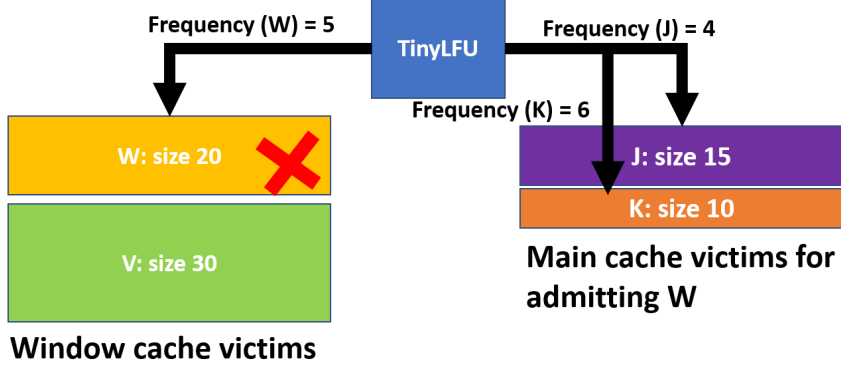 Frequency (W) = 5
TinyLFU
Frequency (J) = 4
Frequency (K) = 6
W: size 20
J: size 15
K: size 10
V: size 30
Main cache victims for
admitting W
Window cache victims